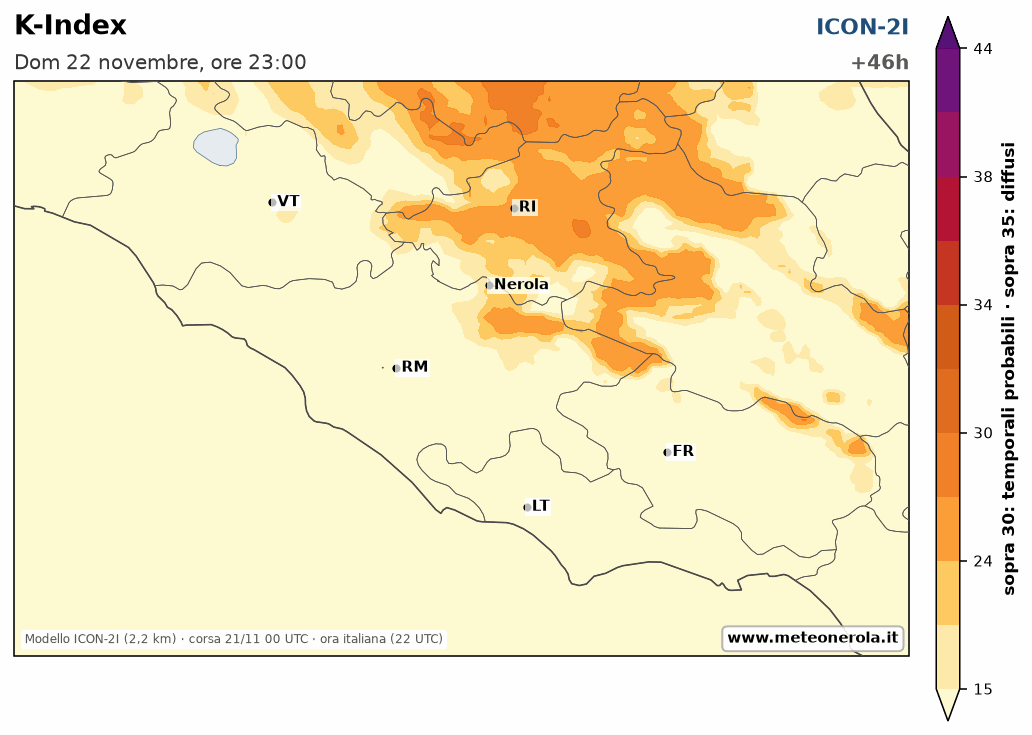 K-Index
ICON-2I
Dom 22 novembre, ore 23:00
+46h
44
38
34
30
24
15
sopra 30: temporali probabili · sopra 35: diffusi
VT
RI
Nerola
RM
FR
LT
Modello ICON-2I (2,2 km) · corsa 21/11 00 UTC · ora italiana (22 UTC)
www.meteonerola.it